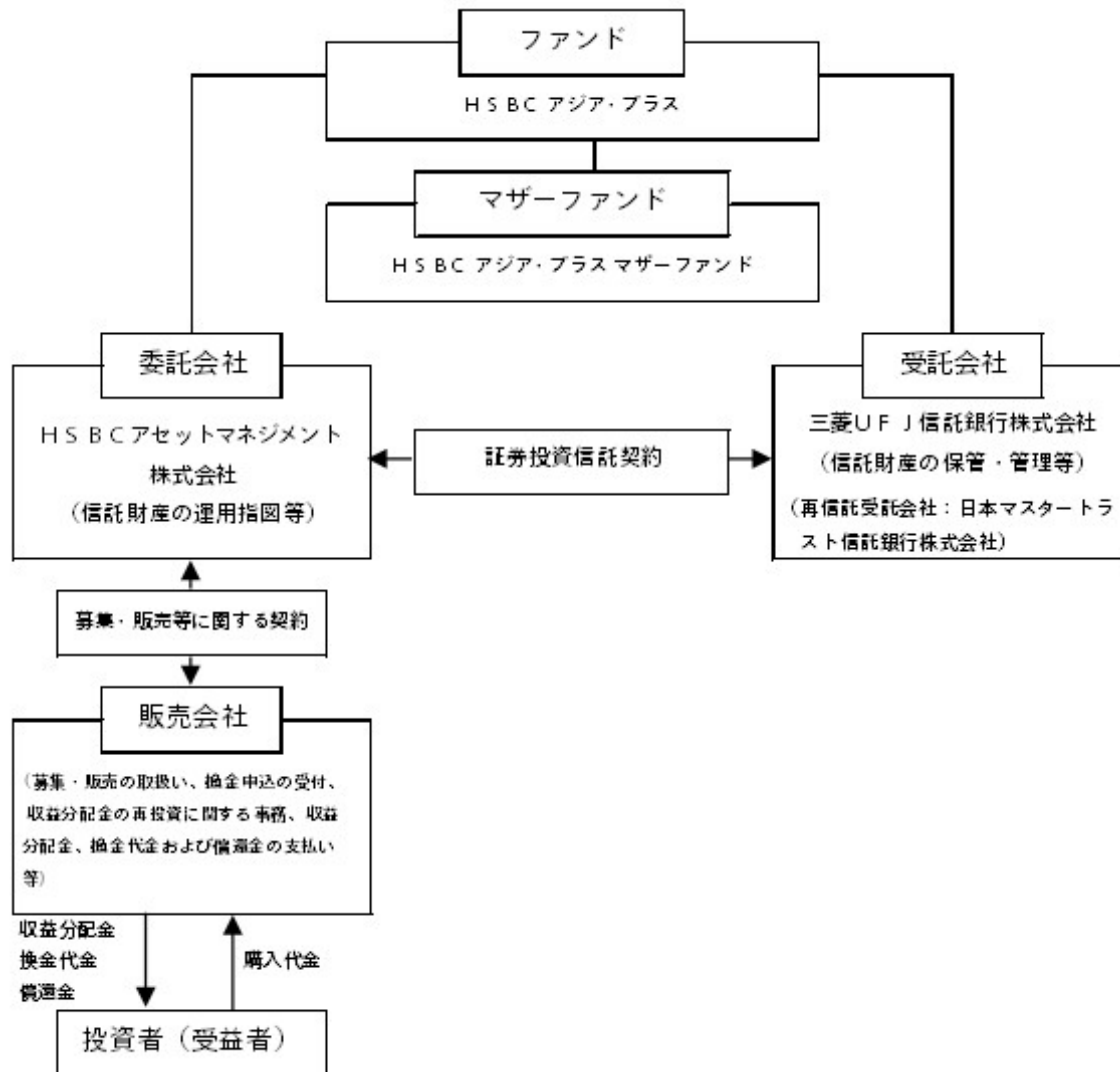 ファンド
HSBC アジア・プラス
マザーファンド
HSBC アジア・プラス マザーファンド
委託会社
HSBCアセットマネジメント
株式会社
（信託財産の運用指図等）
証券投資信託契約
受託会社
三菱UFJ信託銀行株式会社
（信託財産の保管・管理等）
（再信託受託会社：日本マスタートラ
スト信託銀行株式会社）
募集・販売等に関する契約
販売会社
（募集・販売の取扱い、換金申込の受付、
収益分配金の再投資に関する事務、収益
分配金、換金代金および償還金の支払い
等）
収益分配金
換金代金
償還金
購入代金
投資者（受益者）